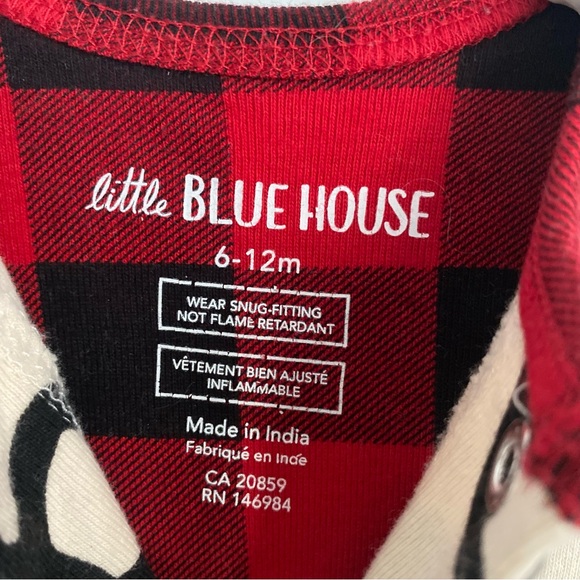 little BLUE HOUSE
6-12m
WEAR SNUG-FITTING
NOT FLAME RETARDANT
VÊTEMENT BIEN AJUSTÉ
INFLAMMABLE
Made in India
Fabriqué en Inde
CA 20859
RN 146984